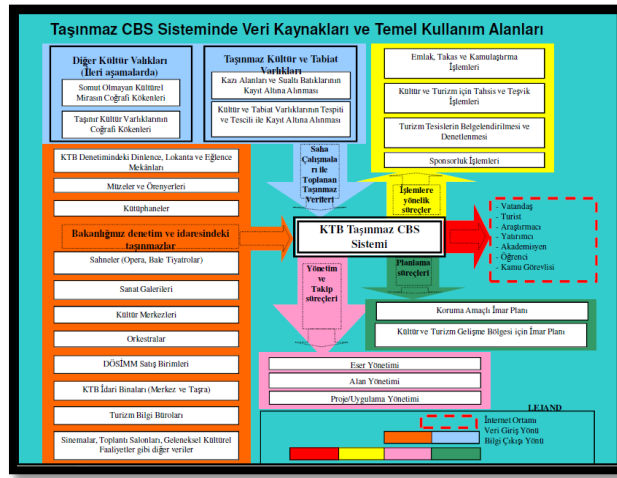 Taşınmaz CBS Sisteminde Veri Kaynakları ve Temel Kullanım Alanları
Diğer Kültür Valıkları
(İleri aşamalarda)
Somut Olmayan Kültürel
Mirasın Coğrafi Kökenleri
Taşınır Kültür Varlıklarının
Coğrafi Kökenleri
Taşınmaz Kültür ve Tabiat
Varlıkları
Kazı Alanları ve Sualtı Batıklarının
Kayıt Altına Alınması
Kültür ve Tabiat Varlıklarının Tespiti
ve Tescili ile Kayıt Altına Alınması
Emlak, Takas ve Kamulaştırma
İşlemleri
Kültür ve Turizm için Tahsis ve Teşvik
İşlemleri
Turizm Tesislerin Belgelendirilmesi ve
Denetlenmesi
Sponsorluk İşlemleri
KTB Denetimindeki Dinlence, Lokanta ve Eğlence
Mekânları
Müzeler ve Örenyerleri
Kütüphaneler
Bakanlığımız denetim ve idaresindeki
taşınmazlar
Sahneler (Opera, Bale Tiyatrolar)
Sanat Galerileri
Kültür Merkezleri
Orkestralar
DÖSİMM Satış Birimleri
KTB İdari Binaları (Merkez ve Taşra)
Turizm Bilgi Büroları
Sinemalar, Toplantı Salonları, Geleneksel Kültürel
Faaliyetler gibi diğer veriler
Saha
Çalışmala
rı ile
Toplanan
Taşınmaz
Verileri
İşlemlere
yönelik
süreçler
KTB Taşınmaz CBS
Sistemi
- Vatandaş
- Turist
- Araştırmacı
- Yatırımcı
- Akademisyen
- Öğrenci
- Kamu Görevlisi
Yönetim
ve
Takip
süreçleri
Planlama
süreçleri
Koruma Amaçlı İmar Planı
Kültür ve Turizm Gelişme Bölgesi için İmar Planı
Eser Yönetimi
Alan Yönetimi
Proje/Uygulama Yönetimi
LEJAND
İnternet Ortamı
Veri Giriş Yönü
Bilgi Çıkışı Yönü